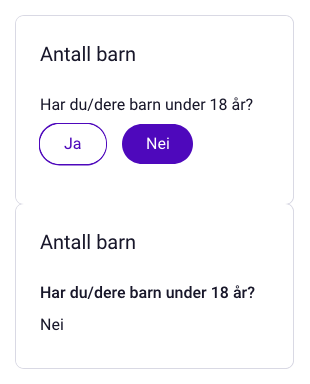 Antall barn
Har du/dere barn under 18 år?
Ja Nei
Antall barn
Har du/dere barn under 18 år?
Nei